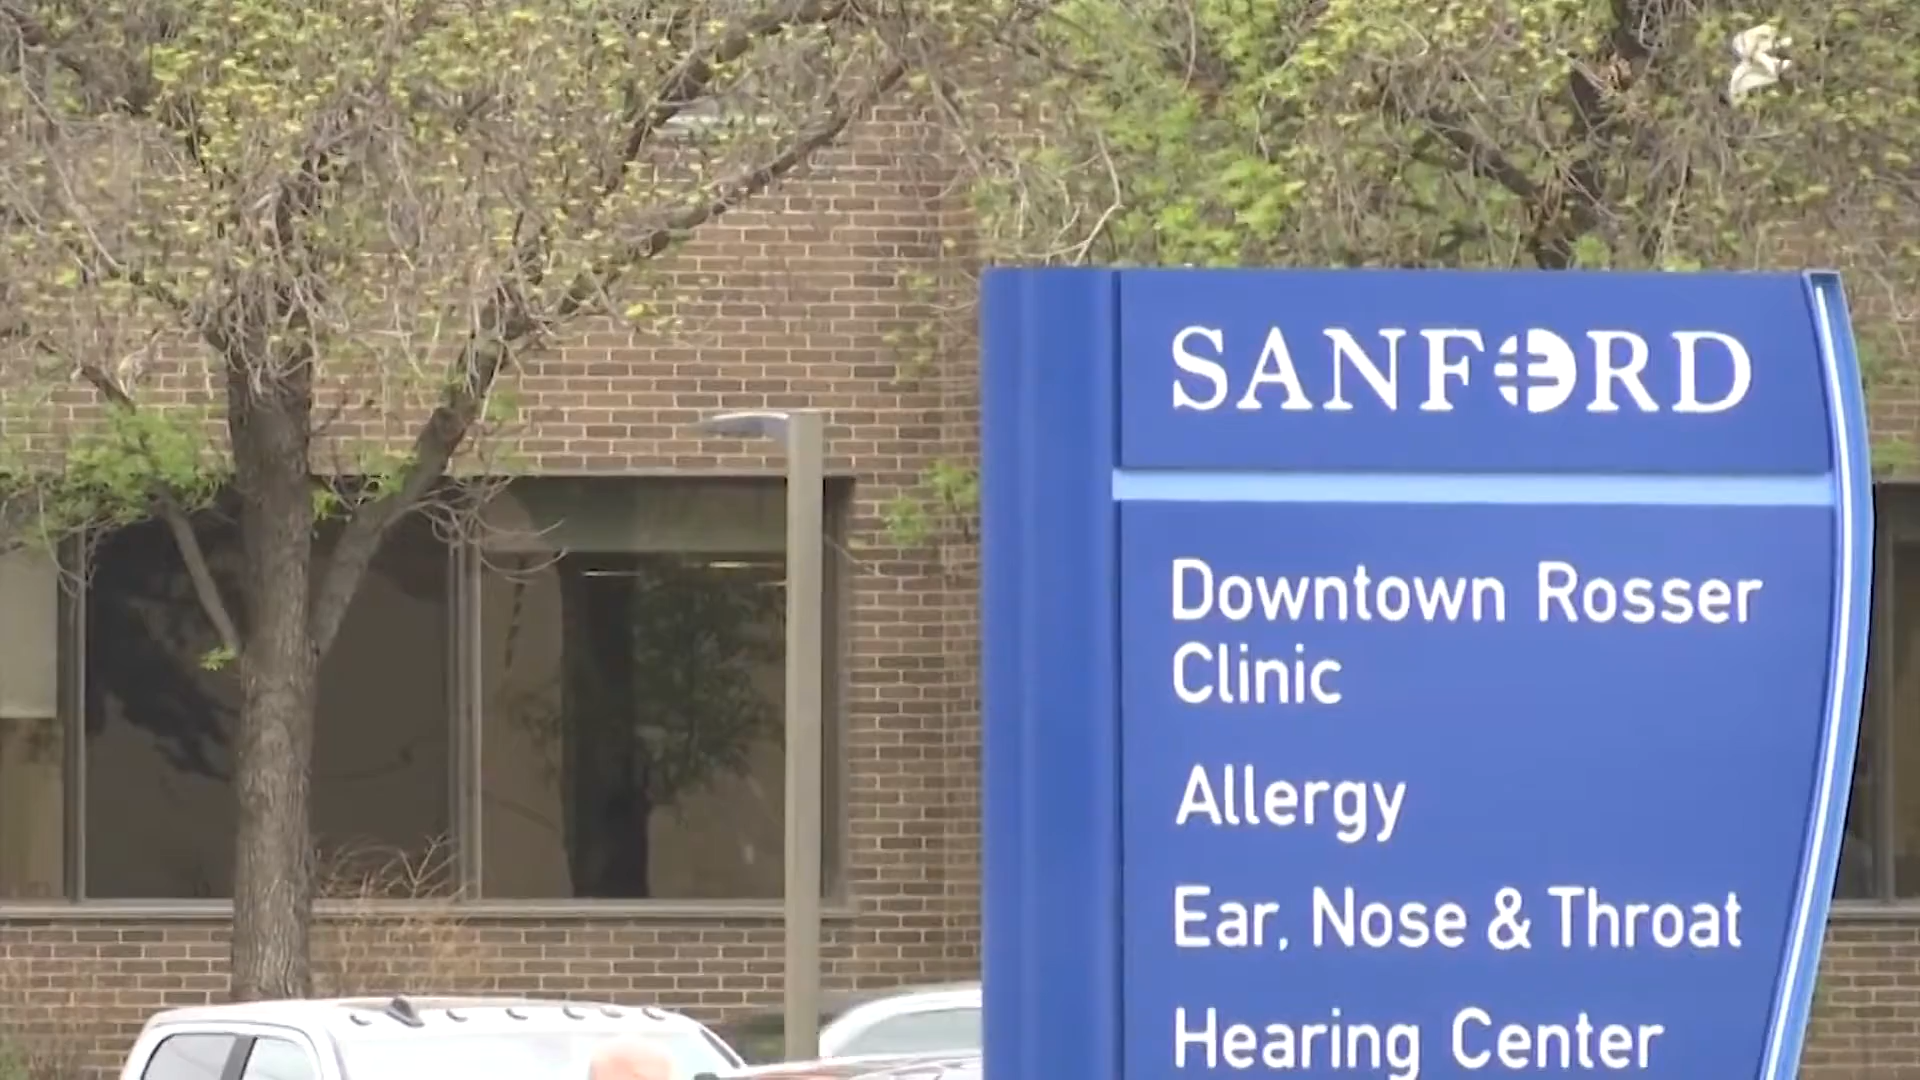 SANFORD
Downtown Rosser
Clinic
Allergy
Ear, Nose & Throat
Hearing Center